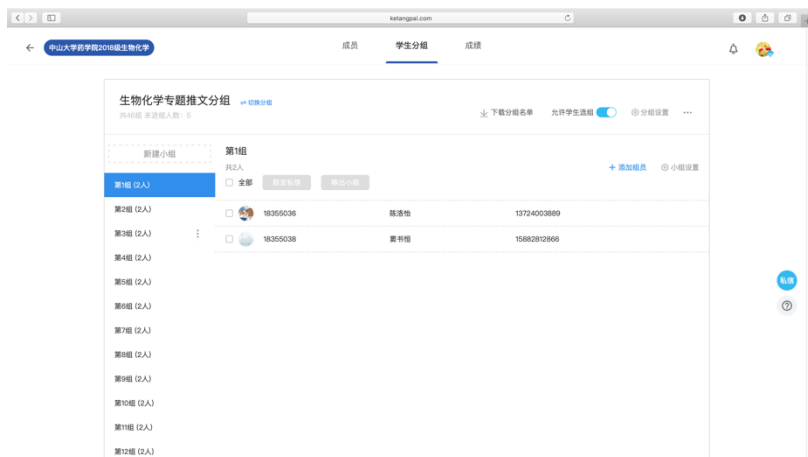 ketangpai.com
中山大学药学院2018级生物化学
成员 学生分组 成绩
生物化学专题推文分组 切换分组
共46组 未进组人数：5
下载分组名单 允许学生选组 分组设置
新建小组
第1组
共2人
添加组员 小组设置
全部 群发私信 移出小组
第1组 (2人)
第2组 (2人)
18355036 陈洛怡 13724003889
第3组 (2人)
18355038 窦书恒 15882812866
第4组 (2人)
第5组 (2人)
私信
第6组 (2人)
第7组 (2人)
第8组 (2人)
第9组 (2人)
第10组 (2人)
第11组 (2人)
第12组 (2人)